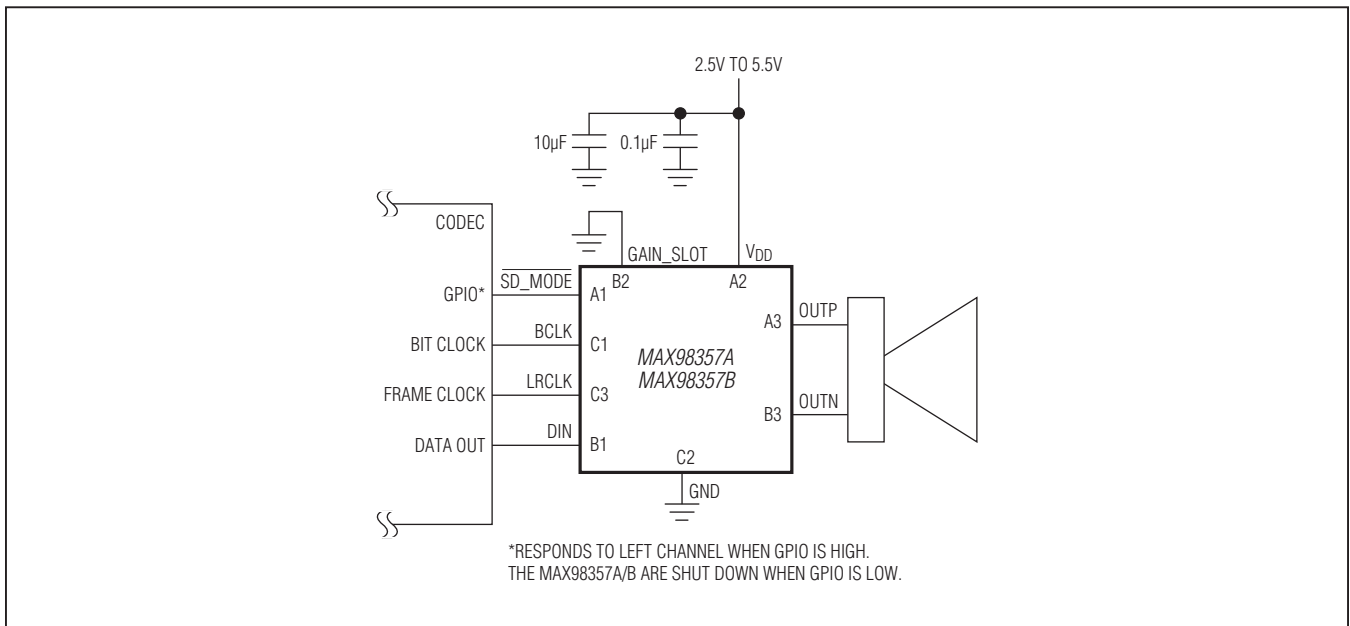 2.5V TO 5.5V
10µF
0.1µF
CODEC
GAIN_SLOT
VDD
SD_MODE
B2
A2
GPIO*
A1
OUTP
A3
BCLK
BIT CLOCK
C1
MAX98357A
MAX98357B
LRCLK
FRAME CLOCK
C3
OUTN
B3
DIN
DATA OUT
B1
C2
GND
*RESPONDS TO LEFT CHANNEL WHEN GPIO IS HIGH.
THE MAX98357A/B ARE SHUT DOWN WHEN GPIO IS LOW.